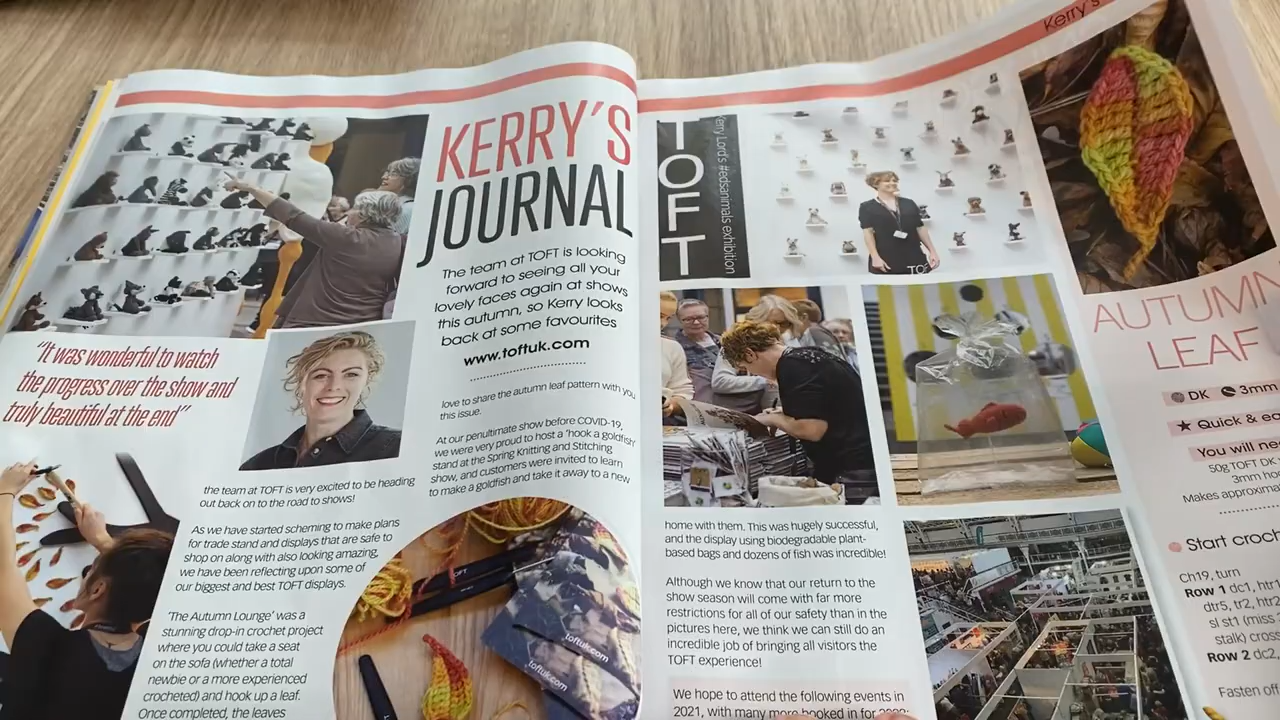 KERRY'S
JOURNAL
The team at TOFT is looking
forward to seeing all your
lovely faces again at shows
this autumn, so Kerry looks
back at some favourites
www.toftuk.com
"It was wonderful to watch
the progress over the show and
truly beautiful at the end"
the team at TOFT is very excited to be heading
out back on to the road to shows!
As we have started scheming to make plans
for trade stand and displays that are safe to
shop on along with also looking amazing,
we have been reflecting upon some of
our biggest and best TOFT displays.
'The Autumn Lounge' was a
stunning drop-in crochet project
where you could take a seat
on the sofa (whether a total
newbie or a more experienced
crocheted) and hook up a leaf.
Once completed, the leaves
love to share the autumn leaf pattern with you
this issue.
At our penultimate show before COVID-19,
we were very proud to host a 'hook a goldfish'
stand at the Spring Knitting and Stitching
show, and customers were invited to learn
to make a goldfish and take it away to a new
toftuk.com
toftuk.com
TOFT
Kerry's
TOFT
erry Lord's #edsanimals exhibition
home with them. This was hugely successful,
and the display using biodegradable plant-
based bags and dozens of fish was incredible!
Although we know that our return to the
show season will come with far more
restrictions for all of our safety than in the
pictures here, we think we can still do an
incredible job of bringing all visitors the
TOFT experience!
We hope to attend the following events in
2021, with many more booked in for 2022:
AUTUMN
LEAF
DK 3mm
Quick & ea
You will ne
50g TOFT DK
3mm ho
Makes approxima
Start croch
Ch19, turn
Row 1 dc1, htr
dtr5, tr2, htr2
sl st1 (miss
stalk) cross
Row 2 dc2,
Fasten off